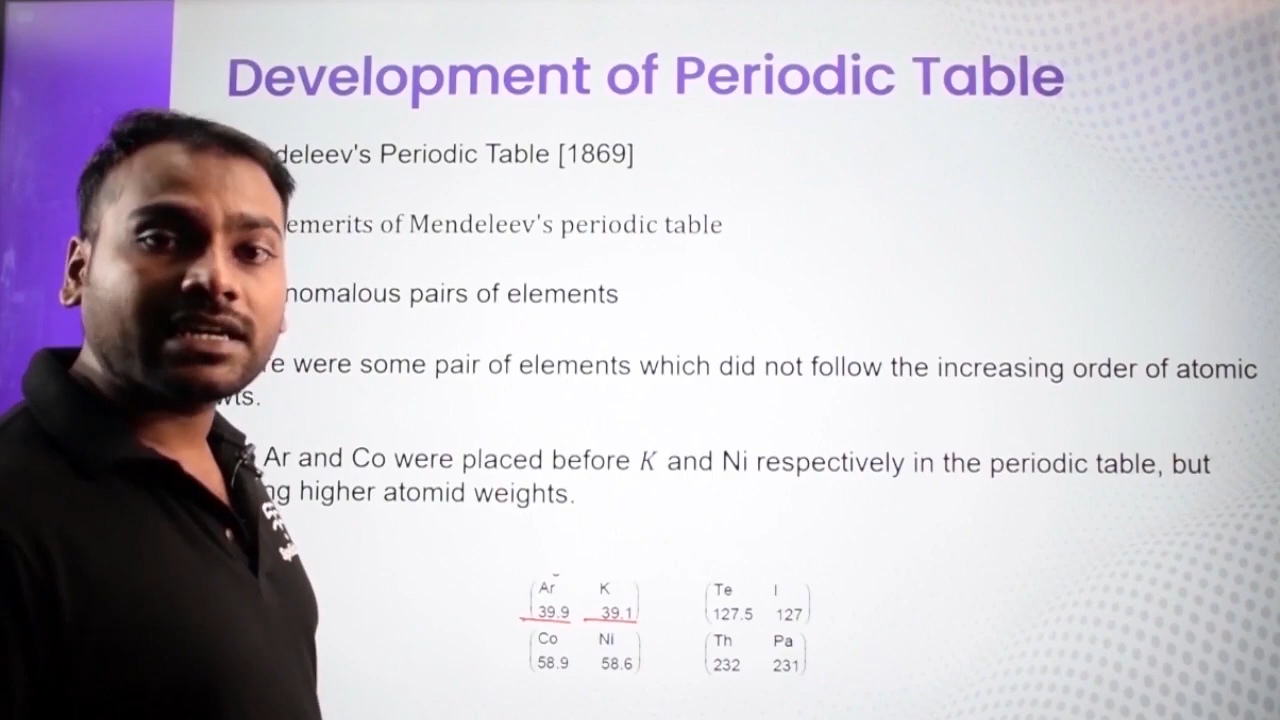 Development of Periodic Table
deleev's Periodic Table [1869]
emerits of Mendeleev's periodic table
nomalous pairs of elements
e were some pair of elements which did not follow the increasing order of atomic
wts.
Ar and Co were placed before K and Ni respectively in the periodic table, but
ng higher atomid weights.
Ar K Te I
39.9 39.1 127.5 127
Co Ni Th Pa
58.9 58.6 232 231